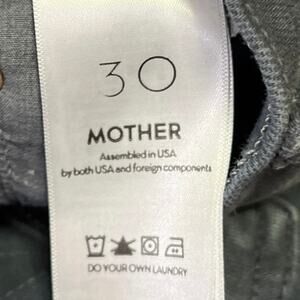 30
MOTHER
Assembled in USA
by both USA and foreign components
DO YOUR OWN LAUNDRY